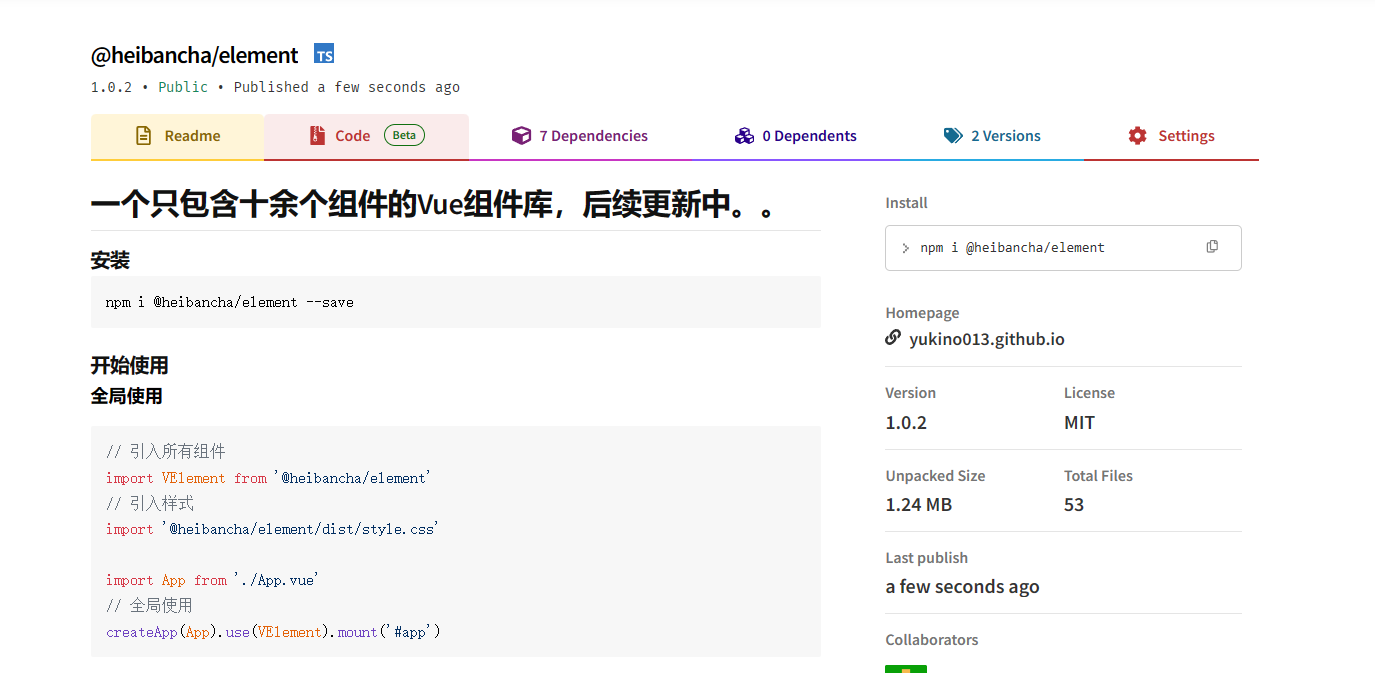 @heibancha/element TS
1.0.2 • Public • Published a few seconds ago
Readme
Code Beta
7 Dependencies
0 Dependents
2 Versions
Settings
一个只包含十余个组件的Vue组件库，后续更新中。。
安装
npm i @heibancha/element --save
开始使用
全局使用
// 引入所有组件
import VElement from '@heibancha/element'
// 引入样式
import '@heibancha/element/dist/style.css'
import App from './App.vue'
// 全局使用
createApp(App).use(VElement).mount('#app')
Install
> npm i @heibancha/element
Homepage
yukino013.github.io
Version
License
1.0.2
MIT
Unpacked Size
Total Files
1.24 MB
53
Last publish
a few seconds ago
Collaborators